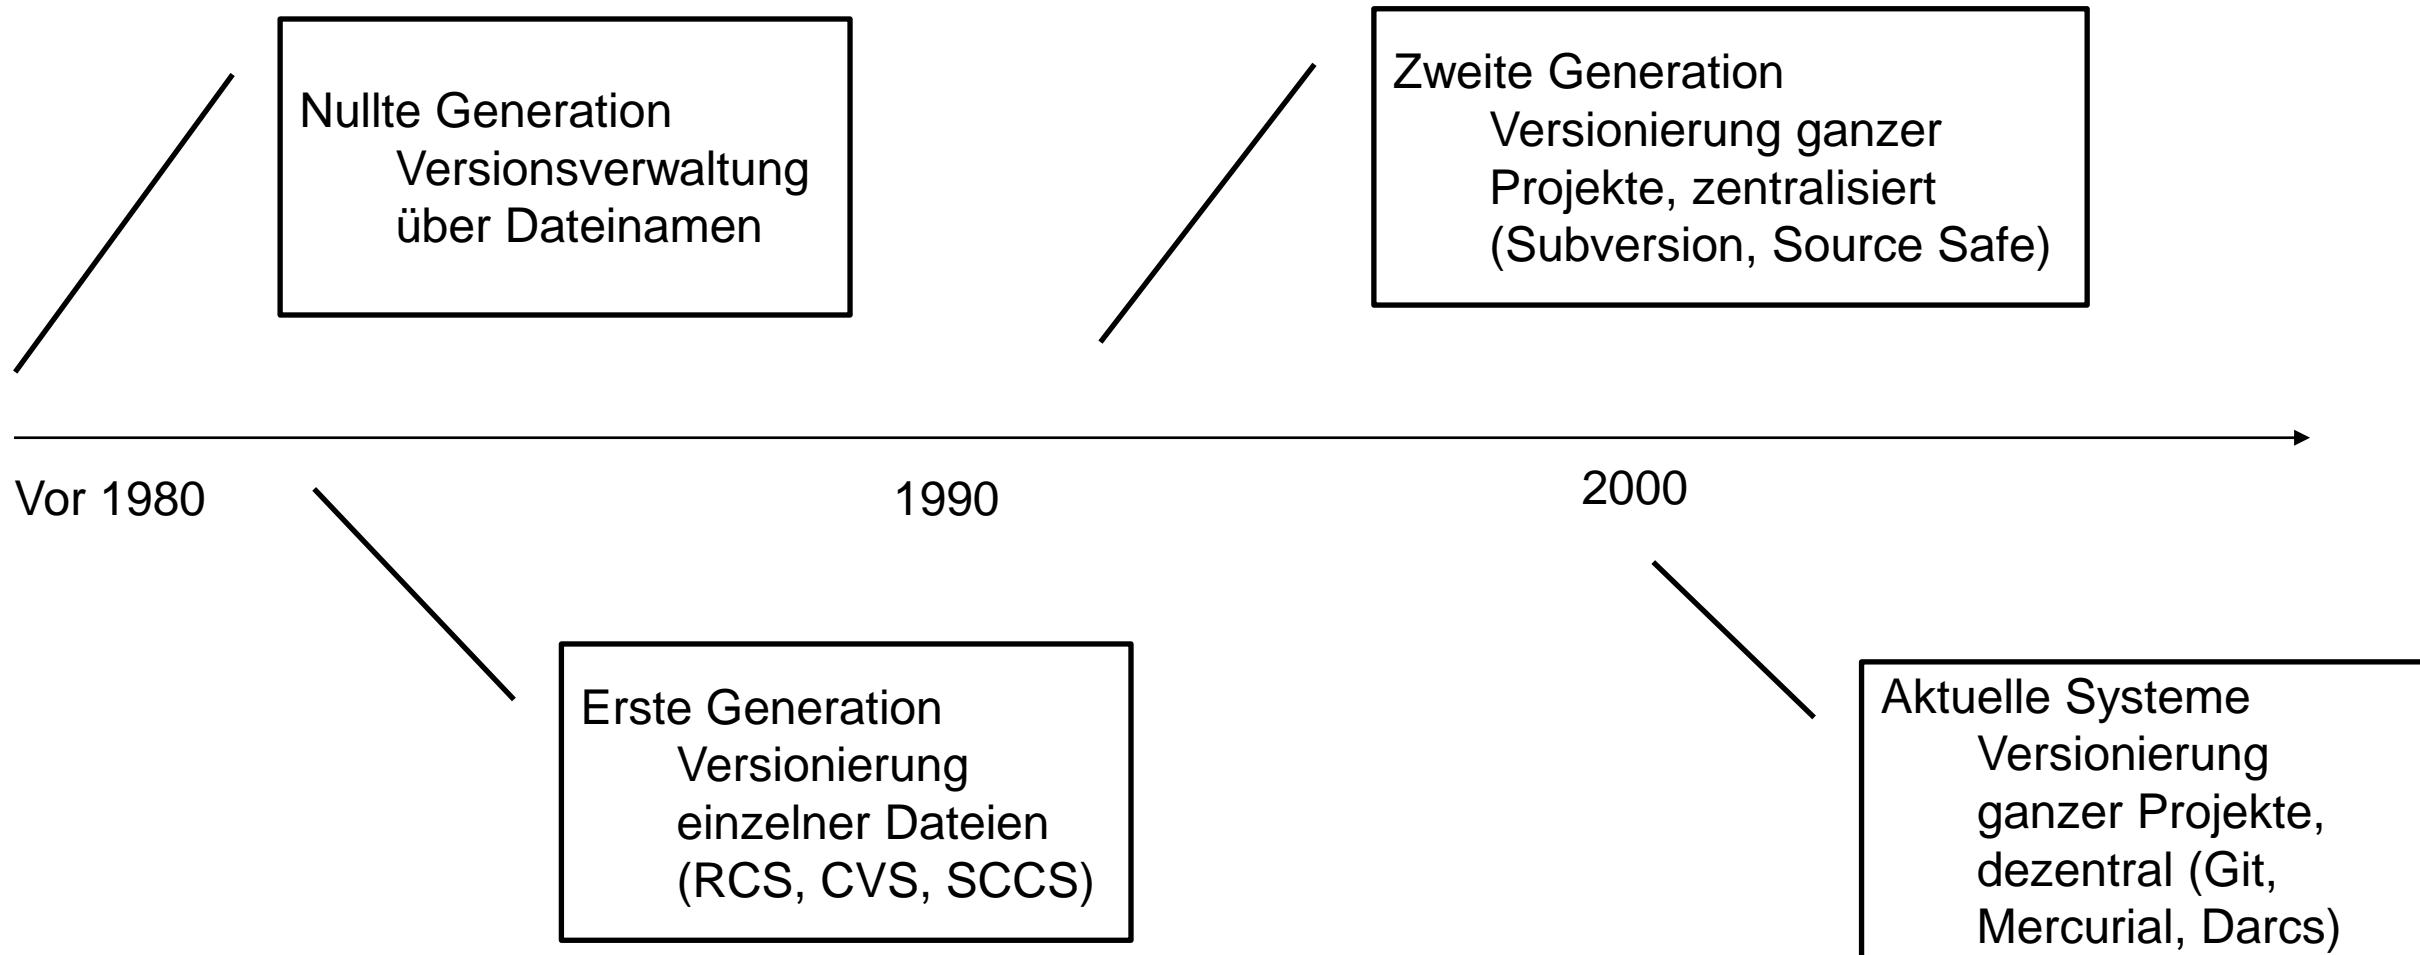 Nullte Generation
Versionsverwaltung
über Dateinamen
Zweite Generation
Versionierung ganzer
Projekte, zentralisiert
(Subversion, Source Safe)
Vor 1980
1990
2000
Erste Generation
Versionierung
einzelner Dateien
(RCS, CVS, SCCS)
Aktuelle Systeme
Versionierung
ganzer Projekte,
dezentral (Git,
Mercurial, Darcs)